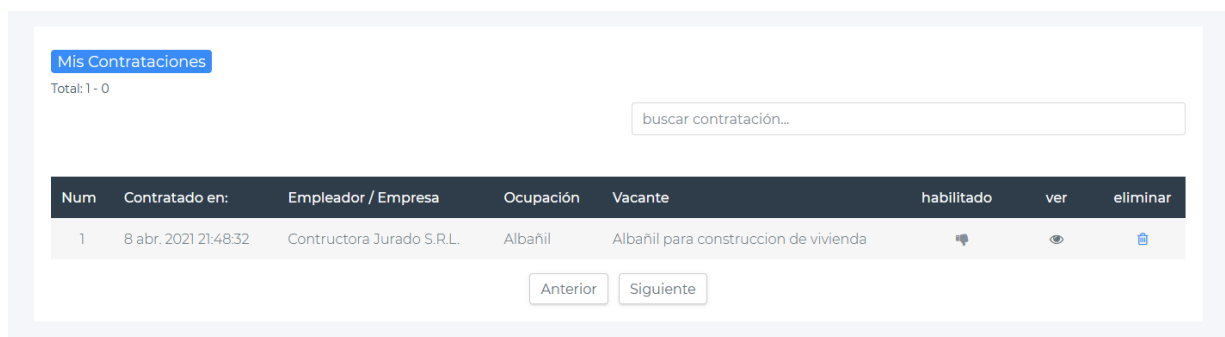 Mis Contrataciones
Total: 1 - 0
buscar contratación...
Num Contratado en: Empleador / Empresa Ocupación Vacante habilitado ver eliminar
1 8 abr. 2021 21:48:32 Contructora Jurado S.R.L. Albañil Albañil para construccion de vivienda
Anterior Siguiente